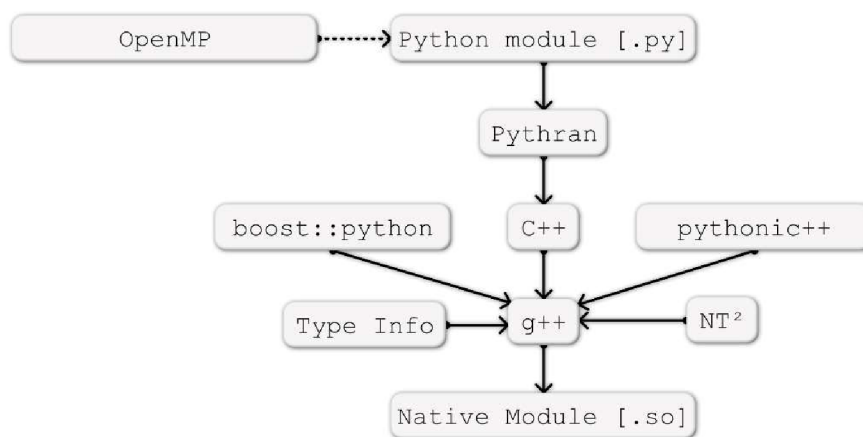 OpenMP
Python module [.py]
Pythran
boost::python
C++
pythonic++
Type Info
g++
NT²
Native Module [.so]